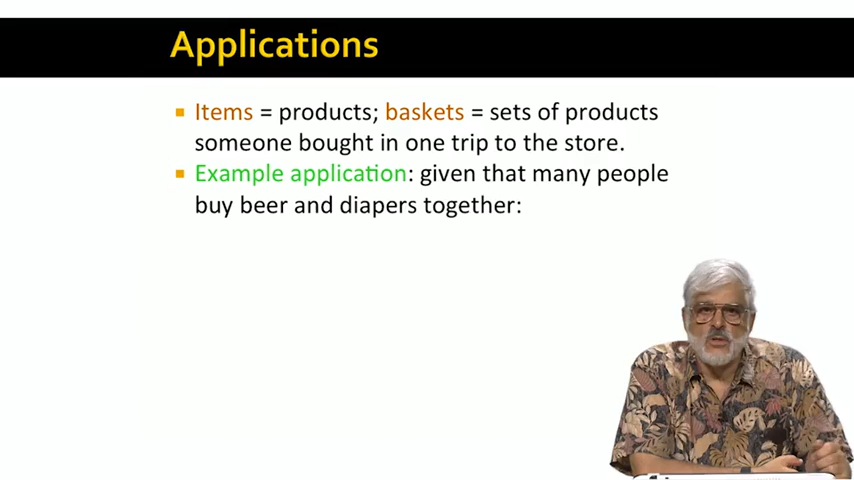 Applications
Items = products; baskets = sets of products
someone bought in one trip to the store.
Example application: given that many people
buy beer and diapers together: